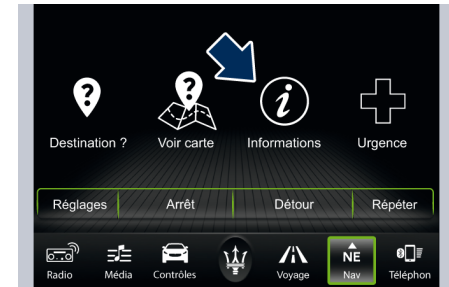 Destination ?
Voir carte
Informations
Urgence
Réglages
Arrêt
Détour
Répéter
Radio
Média
Contrôles
Voyage
NE
Nav
Téléphon